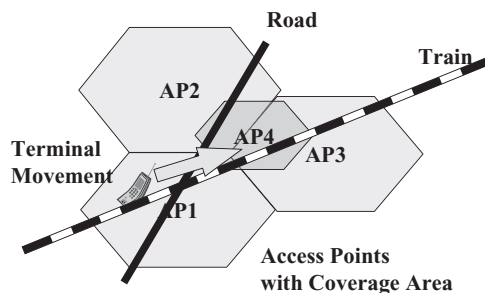 Road
Train
AP2
AP4
AP3
Terminal
Movement
AP1
Access Points
with Coverage Area